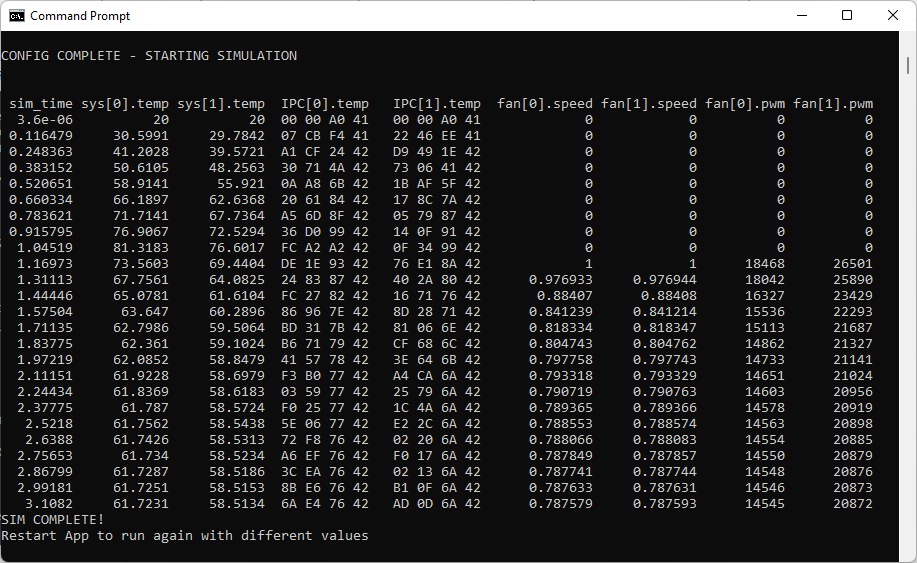 Command Prompt
CONFIG COMPLETE - STARTING SIMULATION
sim_time sys[0].temp sys[1].temp IPC[0].temp IPC[1].temp fan[0].speed fan[1].speed fan[0].pwm fan[1].pwm
3.6e-06 20 20 00 00 A0 41 00 00 A0 41 0 0 0 0
0.116479 30.5991 29.7842 07 CB F4 41 22 46 EE 41 0 0 0 0
0.248363 41.2028 39.5721 A1 CF 24 42 D9 49 1E 42 0 0 0 0
0.383152 50.6105 48.2563 30 71 4A 42 73 06 41 42 0 0 0 0
0.520651 58.9141 55.921 0A A8 6B 42 1B AF 5F 42 0 0 0 0
0.660334 66.1897 62.6368 20 61 84 42 17 8C 7A 42 0 0 0 0
0.783621 71.7141 67.7364 A5 6D 8F 42 05 79 87 42 0 0 0 0
0.915795 76.9067 72.5294 36 D0 99 42 14 0F 91 42 0 0 0 0
1.04519 81.3183 76.6017 FC A2 A2 42 0F 34 99 42 0 0 0 0
1.16973 73.5603 69.4404 DE 1E 93 42 76 E1 8A 42 1 1 18468 26501
1.31113 67.7561 64.0825 24 83 87 42 40 2A 80 42 0.976933 0.976944 18042 25890
1.44446 65.0781 61.6104 FC 27 82 42 16 71 76 42 0.88407 0.88408 16327 23429
1.57504 63.647 60.2896 86 96 7E 42 8D 28 71 42 0.841239 0.841214 15536 22293
1.71135 62.7986 59.5064 BD 31 7B 42 81 06 6E 42 0.818334 0.818347 15113 21687
1.83775 62.361 59.1024 B6 71 79 42 CF 68 6C 42 0.804743 0.804762 14862 21327
1.97219 62.0852 58.8479 41 57 78 42 3E 64 6B 42 0.797758 0.797743 14733 21141
2.11151 61.9228 58.6979 F3 B0 77 42 A4 CA 6A 42 0.793318 0.793329 14651 21024
2.24434 61.8369 58.6183 03 59 77 42 25 79 6A 42 0.790719 0.790763 14603 20956
2.37775 61.787 58.5724 F0 25 77 42 1C 4A 6A 42 0.789365 0.789366 14578 20919
2.5218 61.7562 58.5438 5E 06 77 42 E2 2C 6A 42 0.788553 0.788574 14563 20898
2.6388 61.7426 58.5313 72 F8 76 42 02 20 6A 42 0.788066 0.788083 14554 20885
2.75653 61.734 58.5234 A6 EF 76 42 F0 17 6A 42 0.787849 0.787857 14550 20879
2.86799 61.7287 58.5186 3C EA 76 42 02 13 6A 42 0.787741 0.787744 14548 20876
2.99181 61.7251 58.5153 8B E6 76 42 B1 0F 6A 42 0.787633 0.787631 14546 20873
3.1082 61.7231 58.5134 6A E4 76 42 AD 0D 6A 42 0.787579 0.787593 14545 20872
SIM COMPLETE!
Restart App to run again with different values